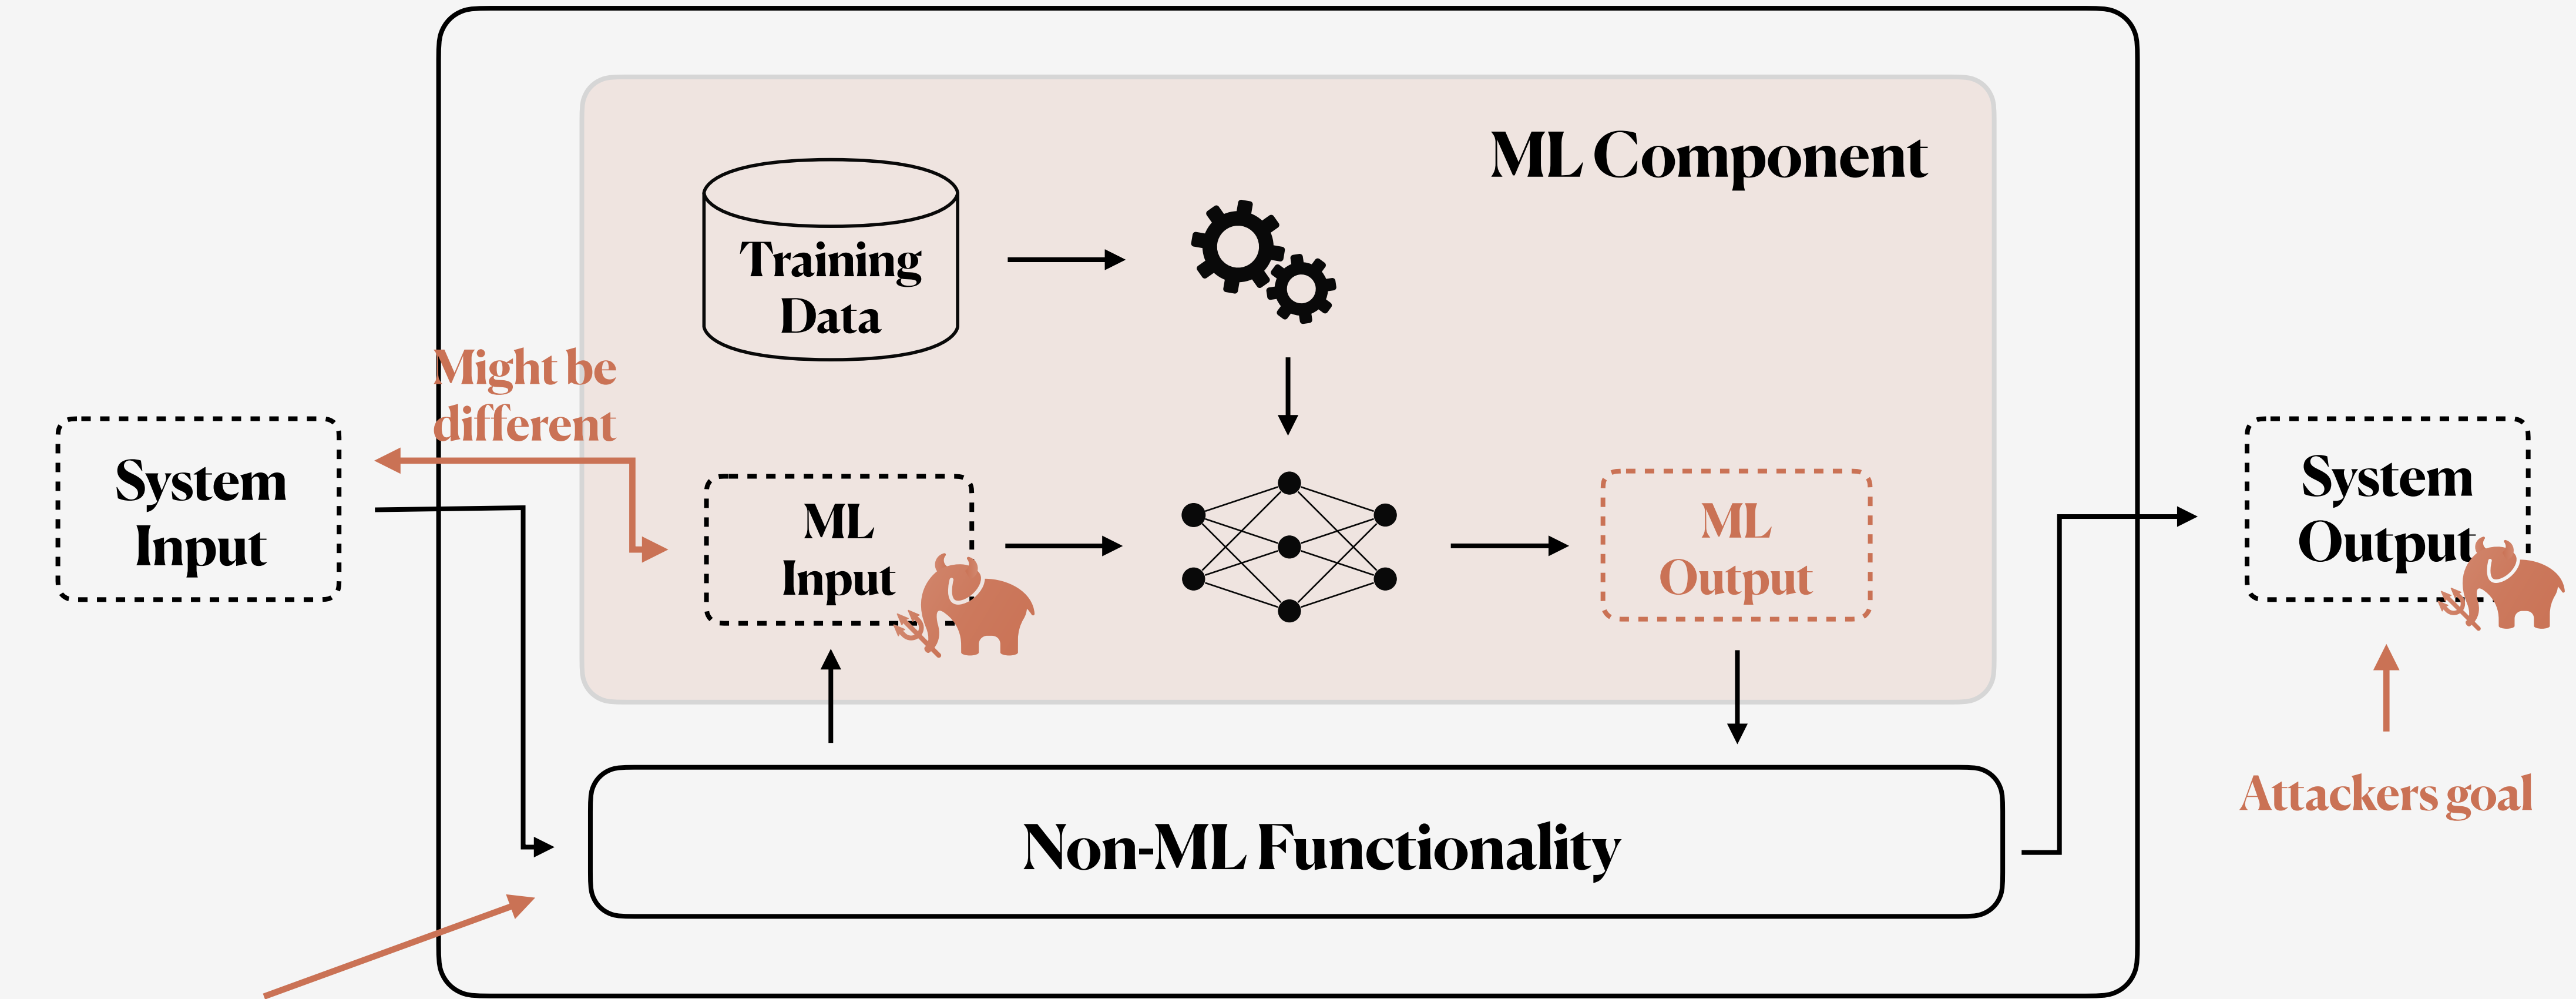 ML Component
Training
Data
Might be
different
System
Input
ML
Input
ML
Output
System
Output
Attackers goal
Non-ML Functionality